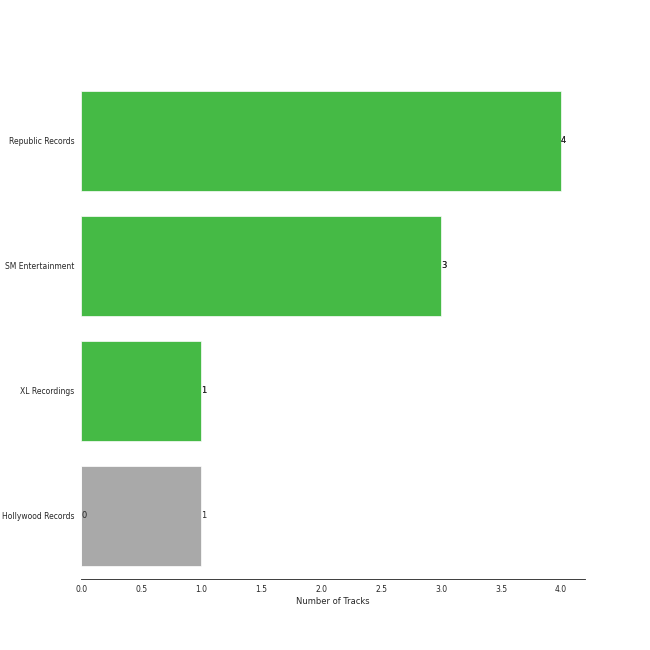 Republic Records 4
SM Entertainment 3
XL Recordings 1
Hollywood Records 0 1
0.0 0.5 1.0 1.5 2.0 2.5 3.0 3.5 4.0
Number of Tracks